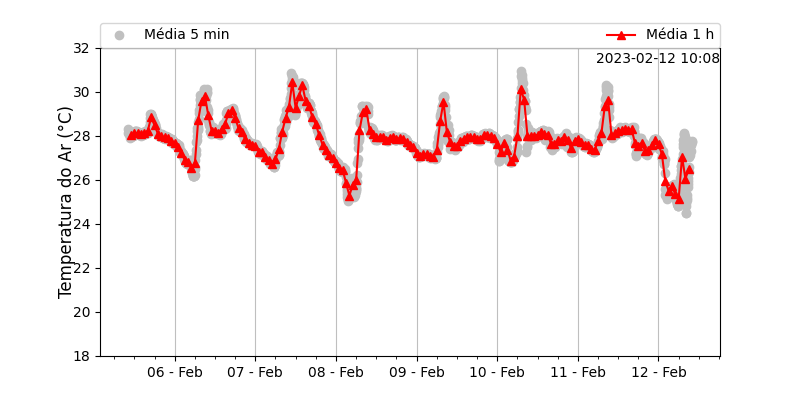 Média 5 min
Média 1 h
2023-02-12 10:08
Temperatura do Ar (°C)
32
30
28
26
24
22
20
18
06 - Feb
07 - Feb
08 - Feb
09 - Feb
10 - Feb
11 - Feb
12 - Feb